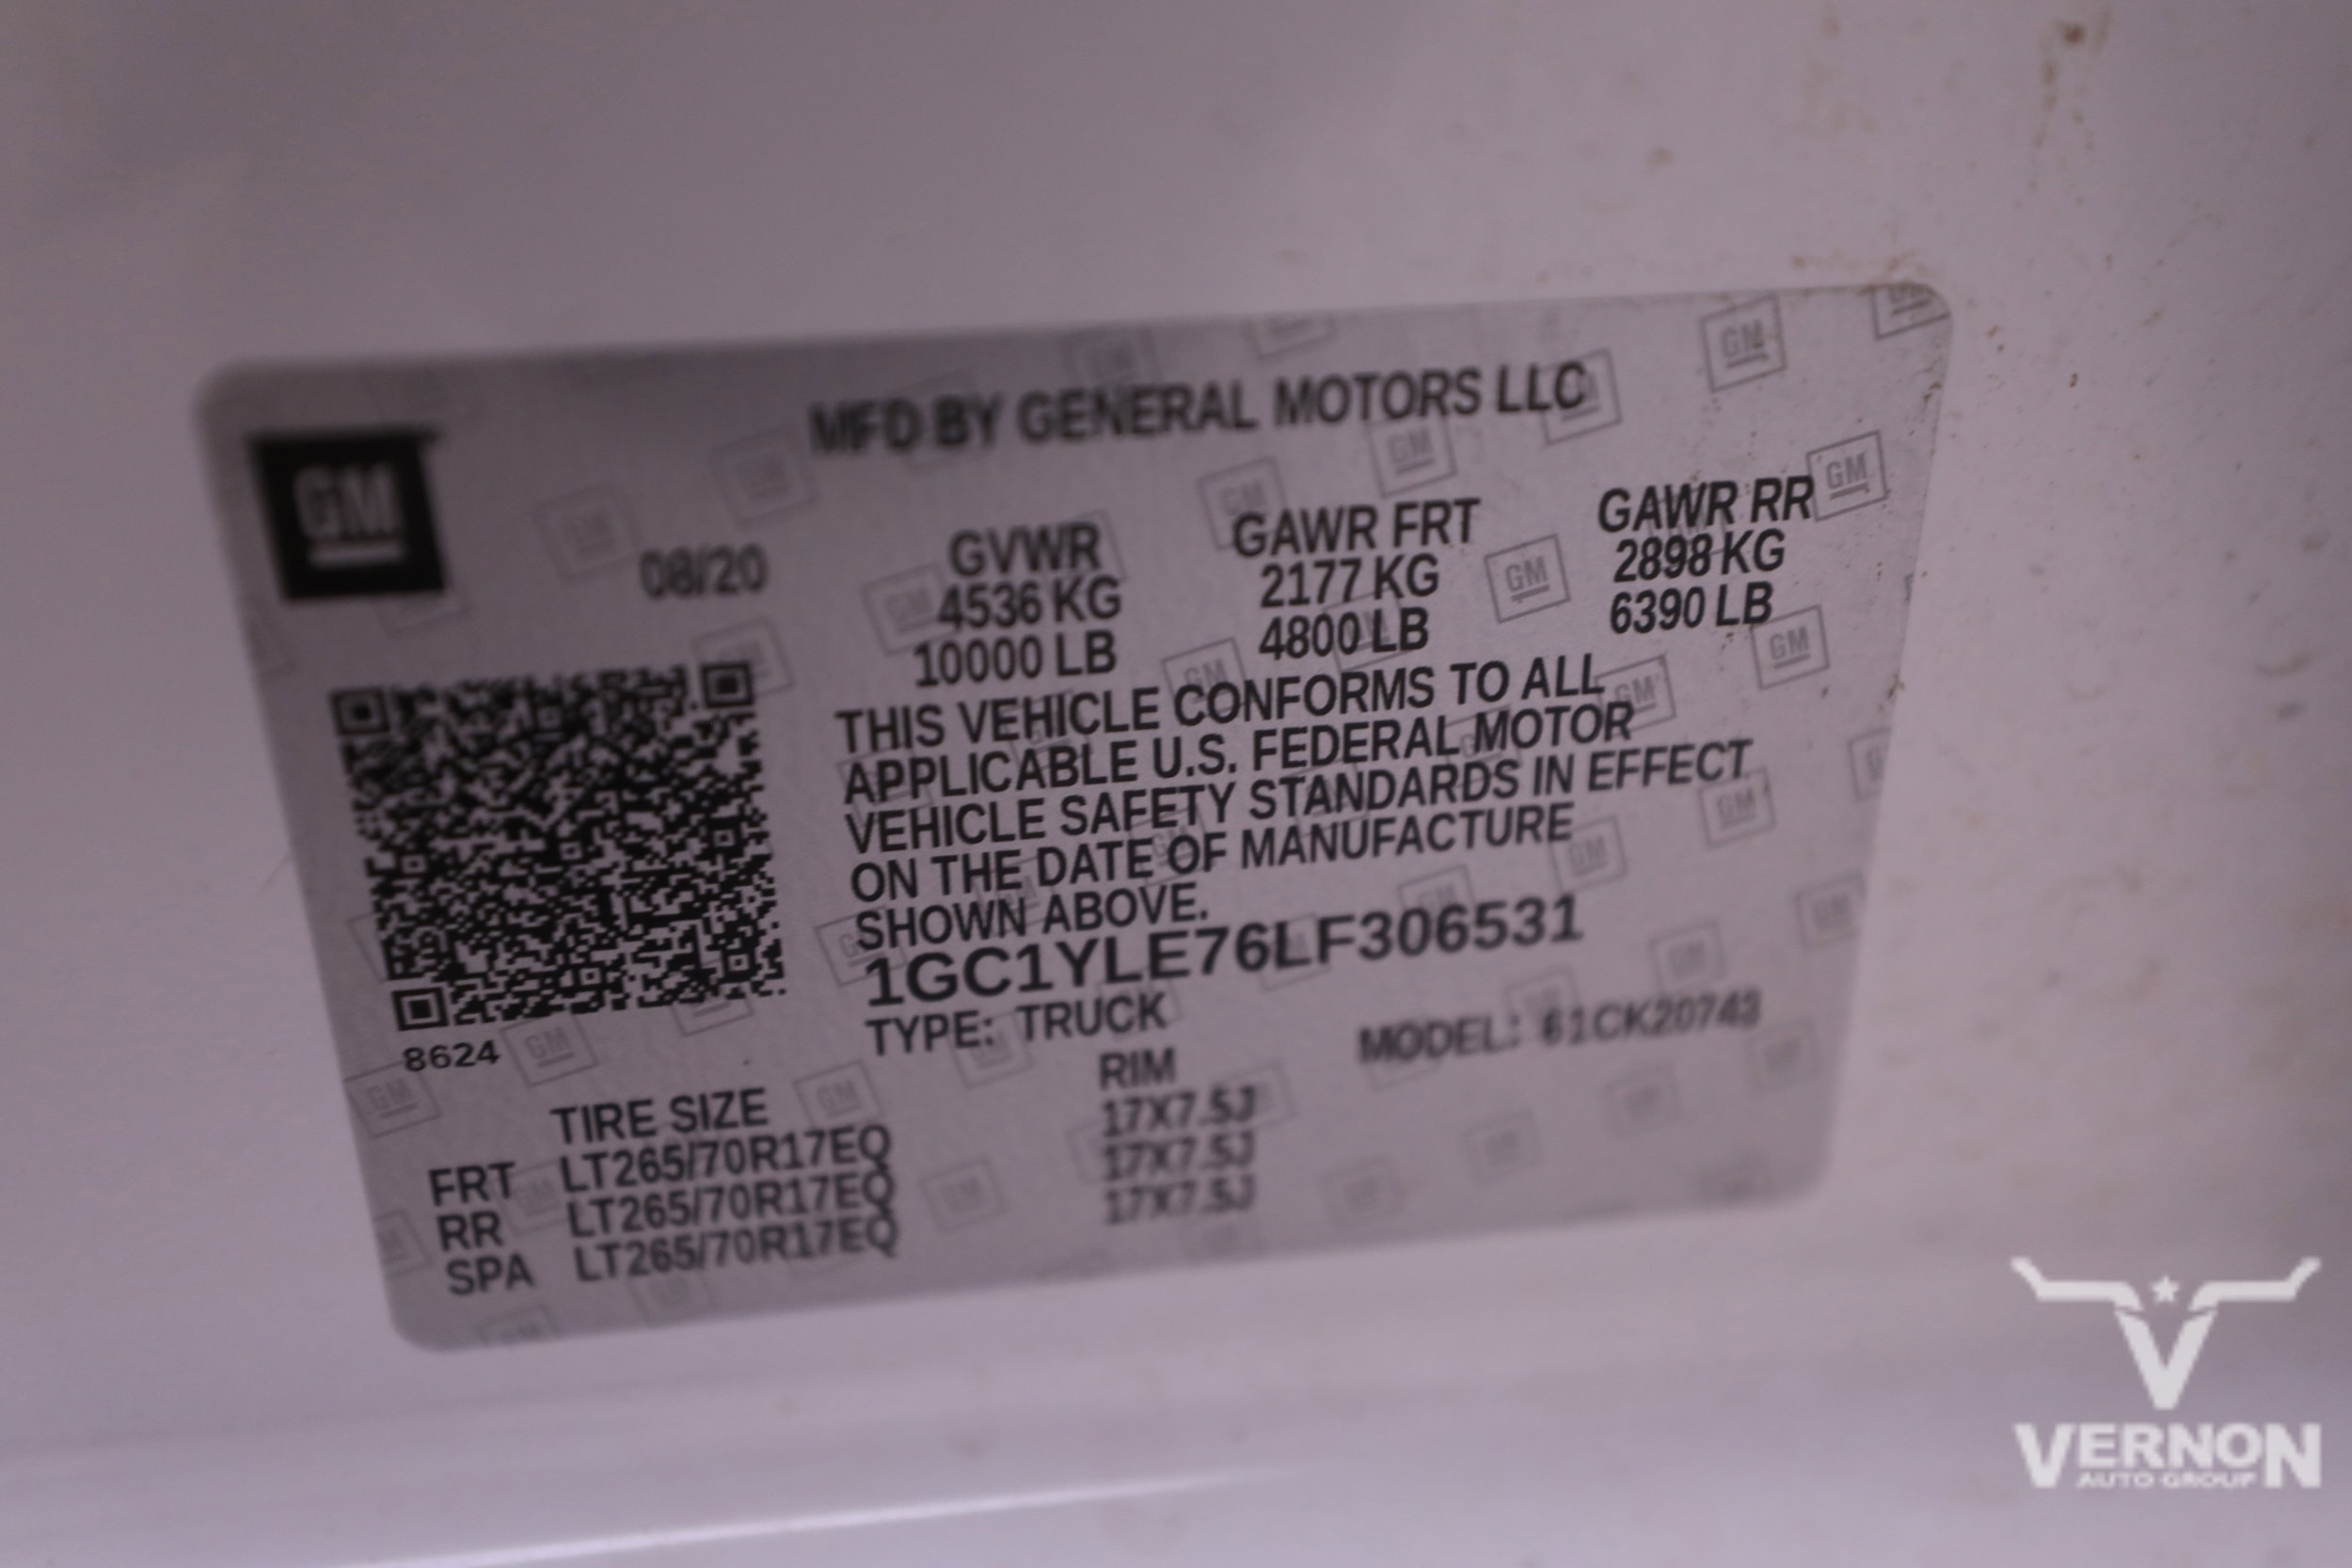 MFD BY GENERAL MOTORS LLC
GM
08/20
GVWR
4536 KG
10000 LB
GAWR FRT
2177 KG
4800 LB
GAWR RR
2898 KG
6390 LB
THIS VEHICLE CONFORMS TO ALL
APPLICABLE U.S. FEDERAL MOTOR
VEHICLE SAFETY STANDARDS IN EFFECT
ON THE DATE OF MANUFACTURE
SHOWN ABOVE.
1GC1YLE76LF306531
TYPE: TRUCK
MODEL: 61CK20743
8624
TIRE SIZE RIM
FRT LT265/70R17EQ 17X7.5J
RR LT265/70R17EQ 17X7.5J
SPA LT265/70R17EQ 17X7.5J
VERNON
AUTO GROUP